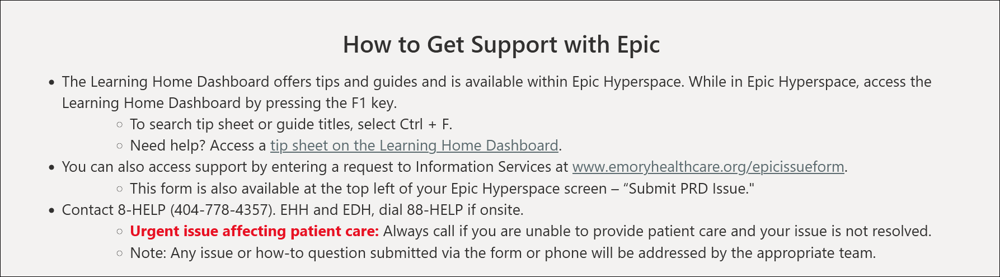 How to Get Support with Epic
• The Learning Home Dashboard offers tips and guides and is available within Epic Hyperspace. While in Epic Hyperspace, access the
Learning Home Dashboard by pressing the F1 key.
◦ To search tip sheet or guide titles, select Ctrl + F.
◦ Need help? Access a tip sheet on the Learning Home Dashboard.
• You can also access support by entering a request to Information Services at www.emoryhealthcare.org/epicissueform.
◦ This form is also available at the top left of your Epic Hyperspace screen – “Submit PRD Issue."
• Contact 8-HELP (404-778-4357). EHH and EDH, dial 88-HELP if onsite.
◦ Urgent issue affecting patient care: Always call if you are unable to provide patient care and your issue is not resolved.
◦ Note: Any issue or how-to question submitted via the form or phone will be addressed by the appropriate team.